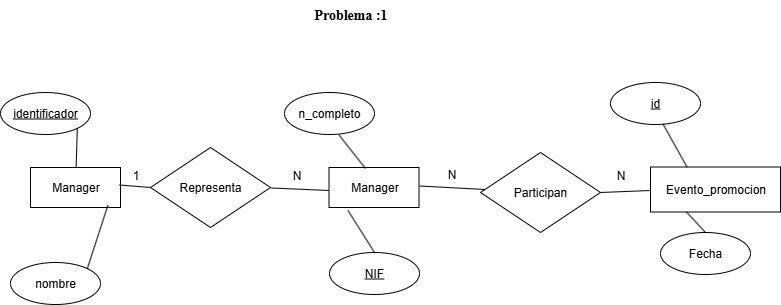 Problema :1
identificador
n_completo
id
Manager
1
Representa
N
Manager
N
Participan
N
Evento_promocion
nombre
NIF
Fecha